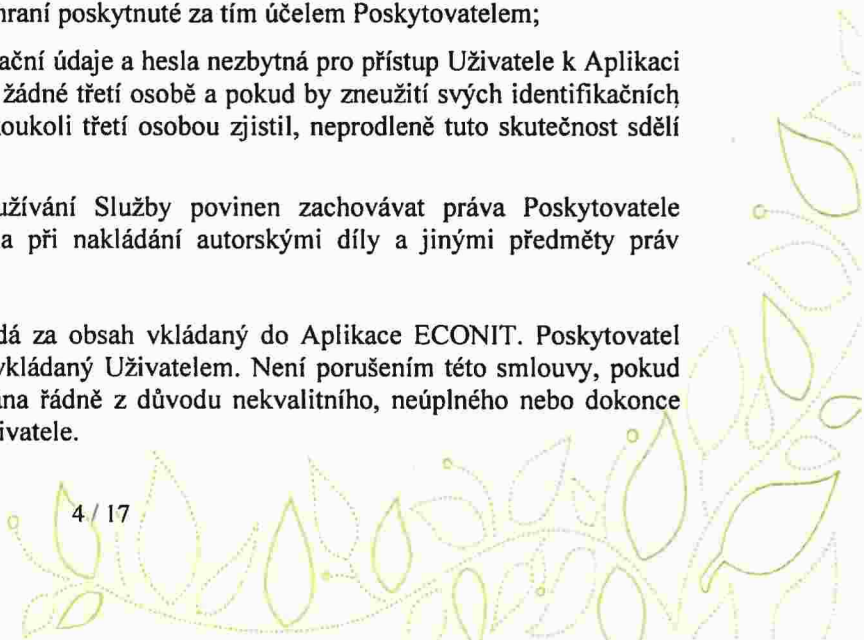 hraní poskytnuté za tím účelem Poskytovatelem;
ační údaje a hesla nezbytná pro přístup Uživatele k Aplikaci
žádné třetí osobě a pokud by zneužití svých identifikačních
oukoli třetí osobou zjistil, neprodleně tuto skutečnost sdělí
užívání Služby povinen zachovávat práva Poskytovatele
a při nakládání autorskými díly a jinými předměty práv
dá za obsah vkládaný do Aplikace ECONIT. Poskytovatel
vkládaný Uživatelem. Není porušením této smlouvy, pokud
na řádně z důvodu nekvalitního, neúplného nebo dokonce
ivatele.
4 / 17